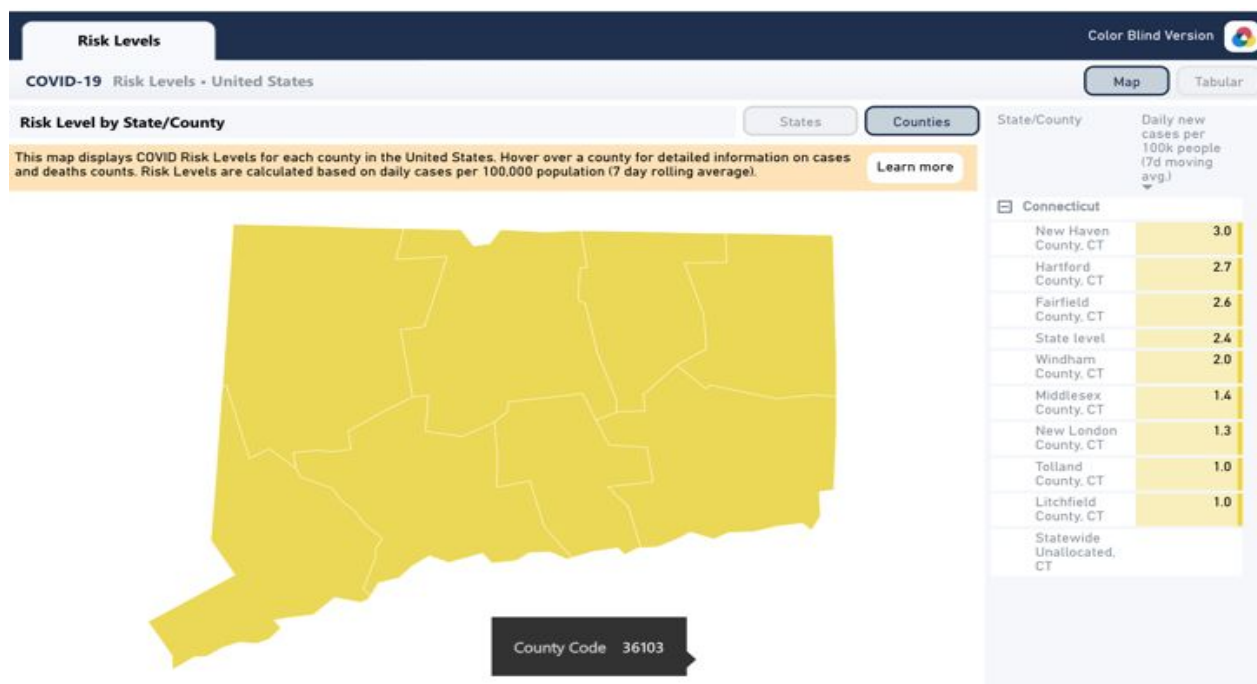 Risk Levels
Color Blind Version
COVID-19 Risk Levels • United States
Map
Tabular
Risk Level by State/County
States
Counties
This map displays COVID Risk Levels for each county in the United States. Hover over a county for detailed information on cases
and deaths counts. Risk Levels are calculated based on daily cases per 100,000 population (7 day rolling average).
Learn more
State/County
Daily new
cases per
100k people
(7d moving
avg.)
Connecticut
New Haven 3.0
County, CT
Hartford 2.7
County, CT
Fairfield 2.6
County, CT
State level 2.4
Windham 2.0
County, CT
Middlesex 1.4
County, CT
New London 1.3
County, CT
Tolland 1.0
County, CT
Litchfield 1.0
County, CT
Statewide
Unallocated,
CT
County Code 36103